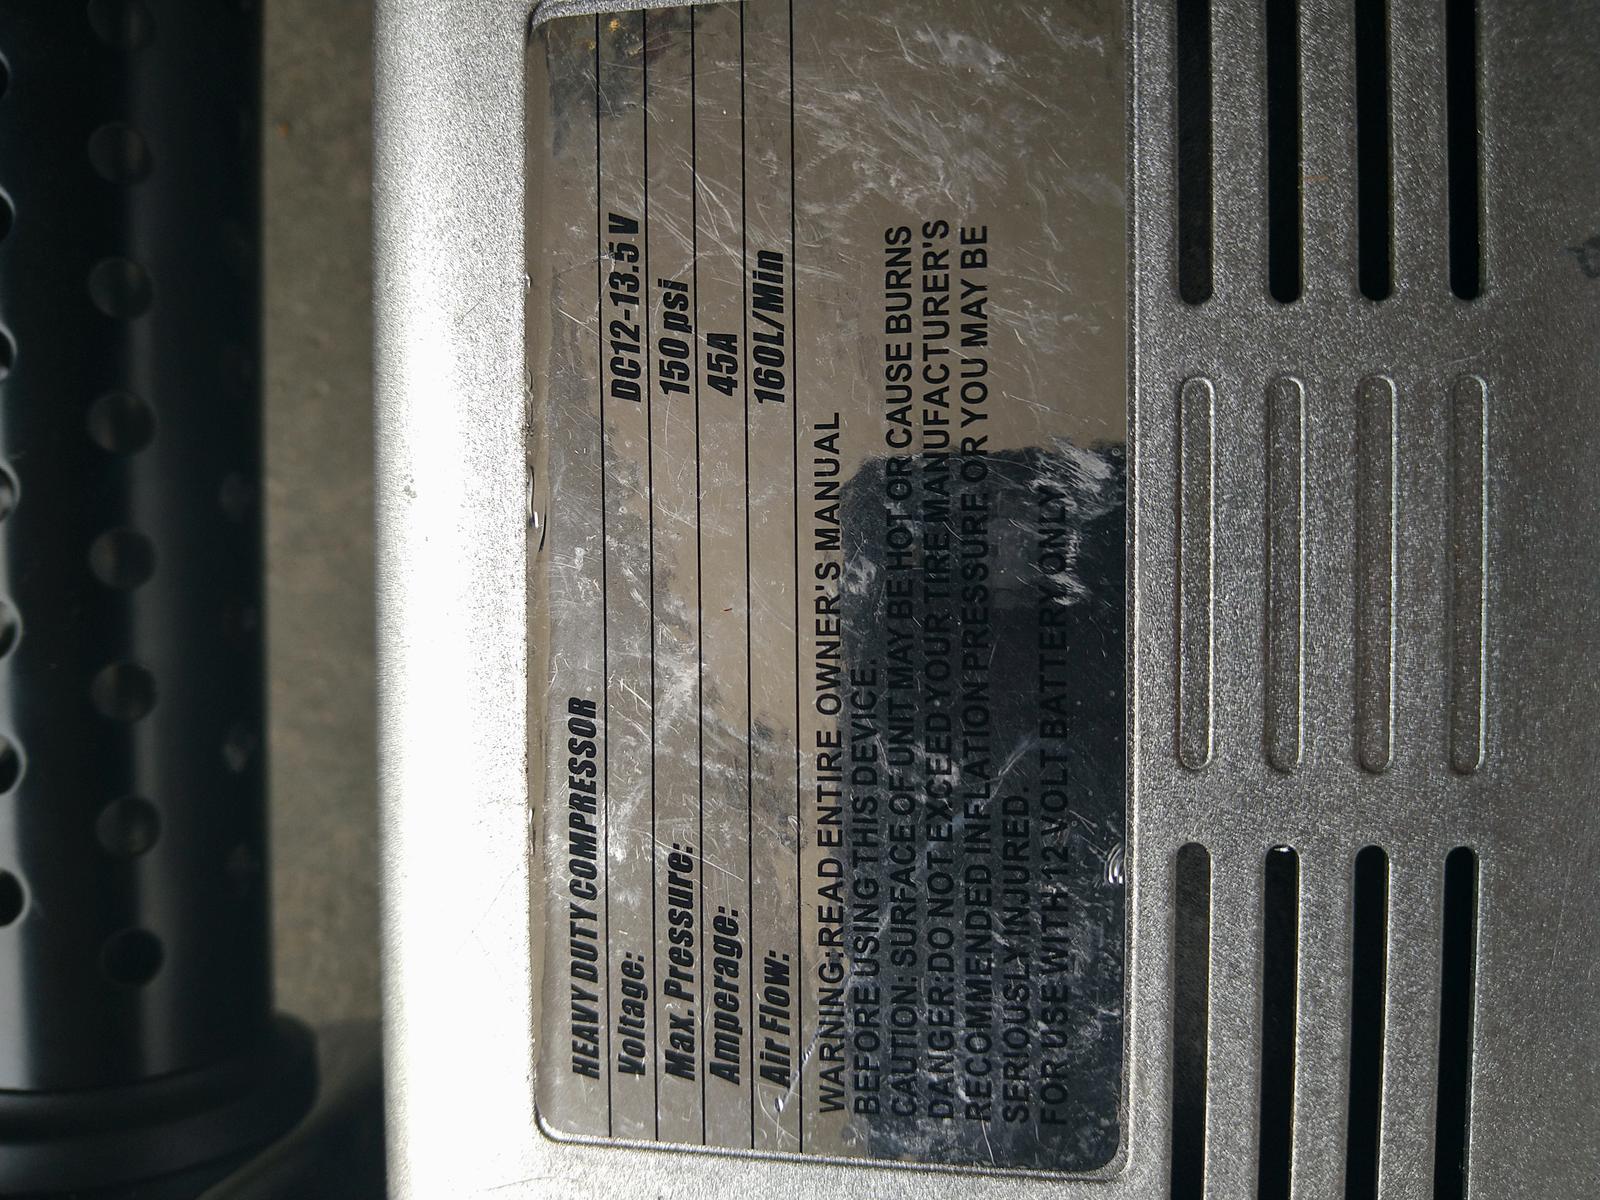 HEAVY DUTY COMPRESSOR
Voltage: DC12-13.5 V
Max. Pressure: 150 psi
Amperage: 45A
Air Flow: 160L/Min
WARNING:READ ENTIRE OWNER'S MANUAL
BEFORE USING THIS DEVICE.
CAUTION: SURFACE OF UNIT MAY BE HOT OR CAUSE BURNS
DANGER:DO NOT EXCEED YOUR TIRE MANUFACTURER'S
RECOMMENDED INFLATION PRESSURE OR YOU MAY BE
SERIOUSLY INJURED.
FOR USE WITH 12 VOLT BATTERY ONLY